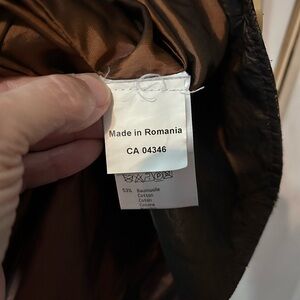 Made in Romania
CA 04346
53% Baumwolle
Cotton
Coton